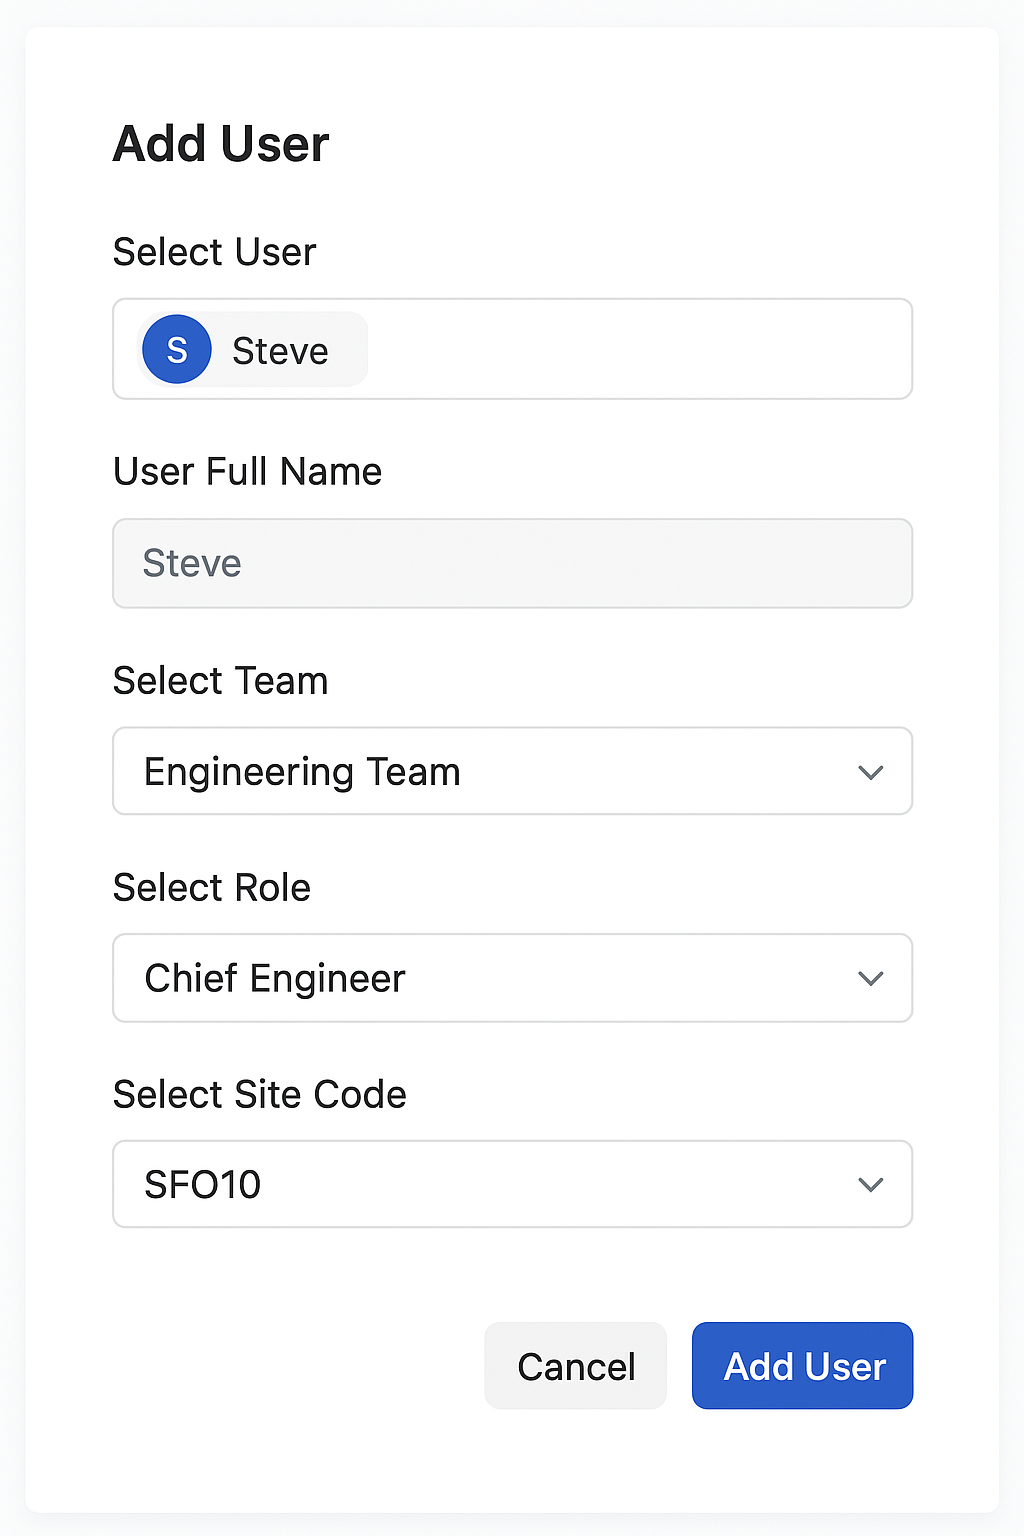 Add User
Select User
S Steve
User Full Name
Steve
Select Team
Engineering Team
Select Role
Chief Engineer
Select Site Code
SFO10
Cancel Add User